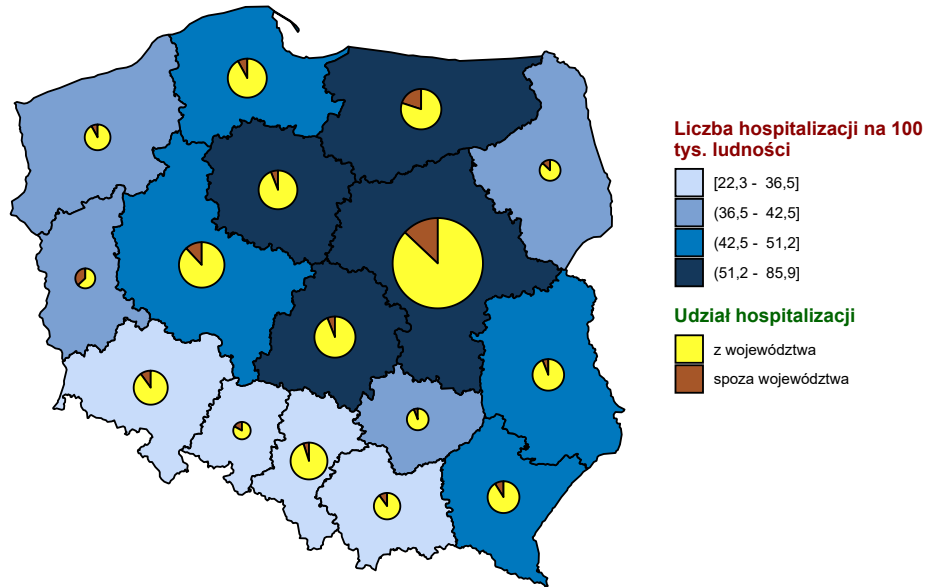 Liczba hospitalizacji na 100
tys. ludności
[22,3 - 36,5]
(36,5 - 42,5]
(42,5 - 51,2]
(51,2 - 85,9]
Udział hospitalizacji
z województwa
spoza województwa